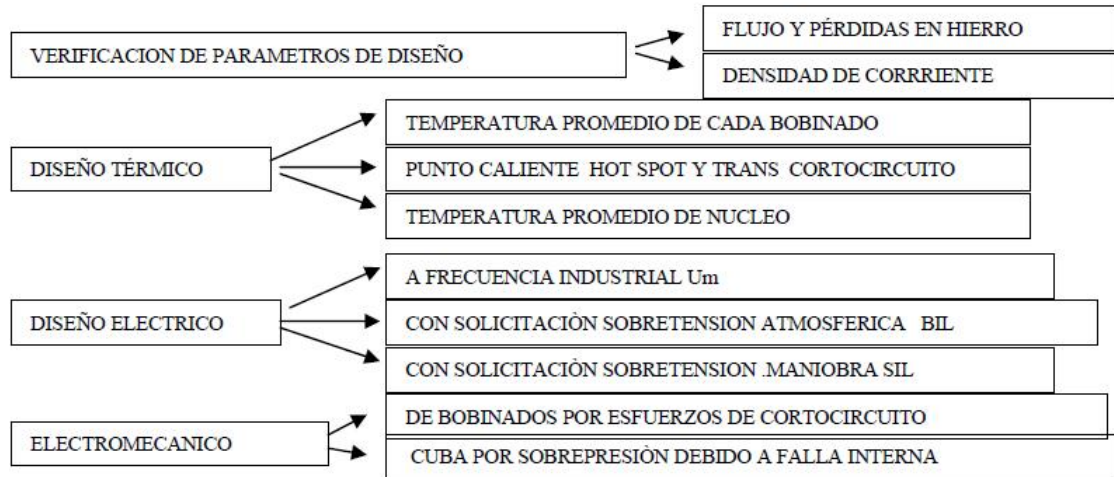 VERIFICACION DE PARAMETROS DE DISEÑO
FLUJO Y PÉRDIDAS EN HIERRO
DENSIDAD DE CORRRIENTE
DISEÑO TÉRMICO
TEMPERATURA PROMEDIO DE CADA BOBINADO
PUNTO CALIENTE HOT SPOT Y TRANS CORTOCIRCUITO
TEMPERATURA PROMEDIO DE NUCLEO
DISEÑO ELECTRICO
A FRECUENCIA INDUSTRIAL Um
CON SOLICITACIÒN SOBRETENSION ATMOSFERICA BIL
CON SOLICITACIÒN SOBRETENSION .MANIOBRA SIL
ELECTROMECANICO
DE BOBINADOS POR ESFUERZOS DE CORTOCIRCUITO
CUBA POR SOBREPRESIÒN DEBIDO A FALLA INTERNA